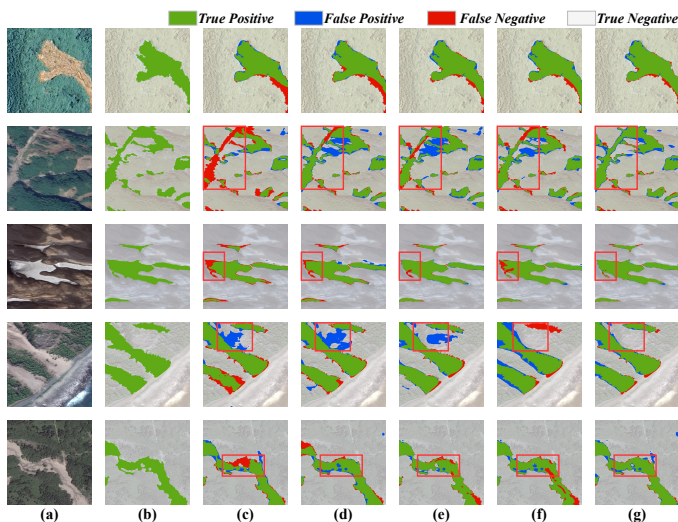 True Positive False Positive False Negative True Negative
(a) (b) (c) (d) (e) (f) (g)